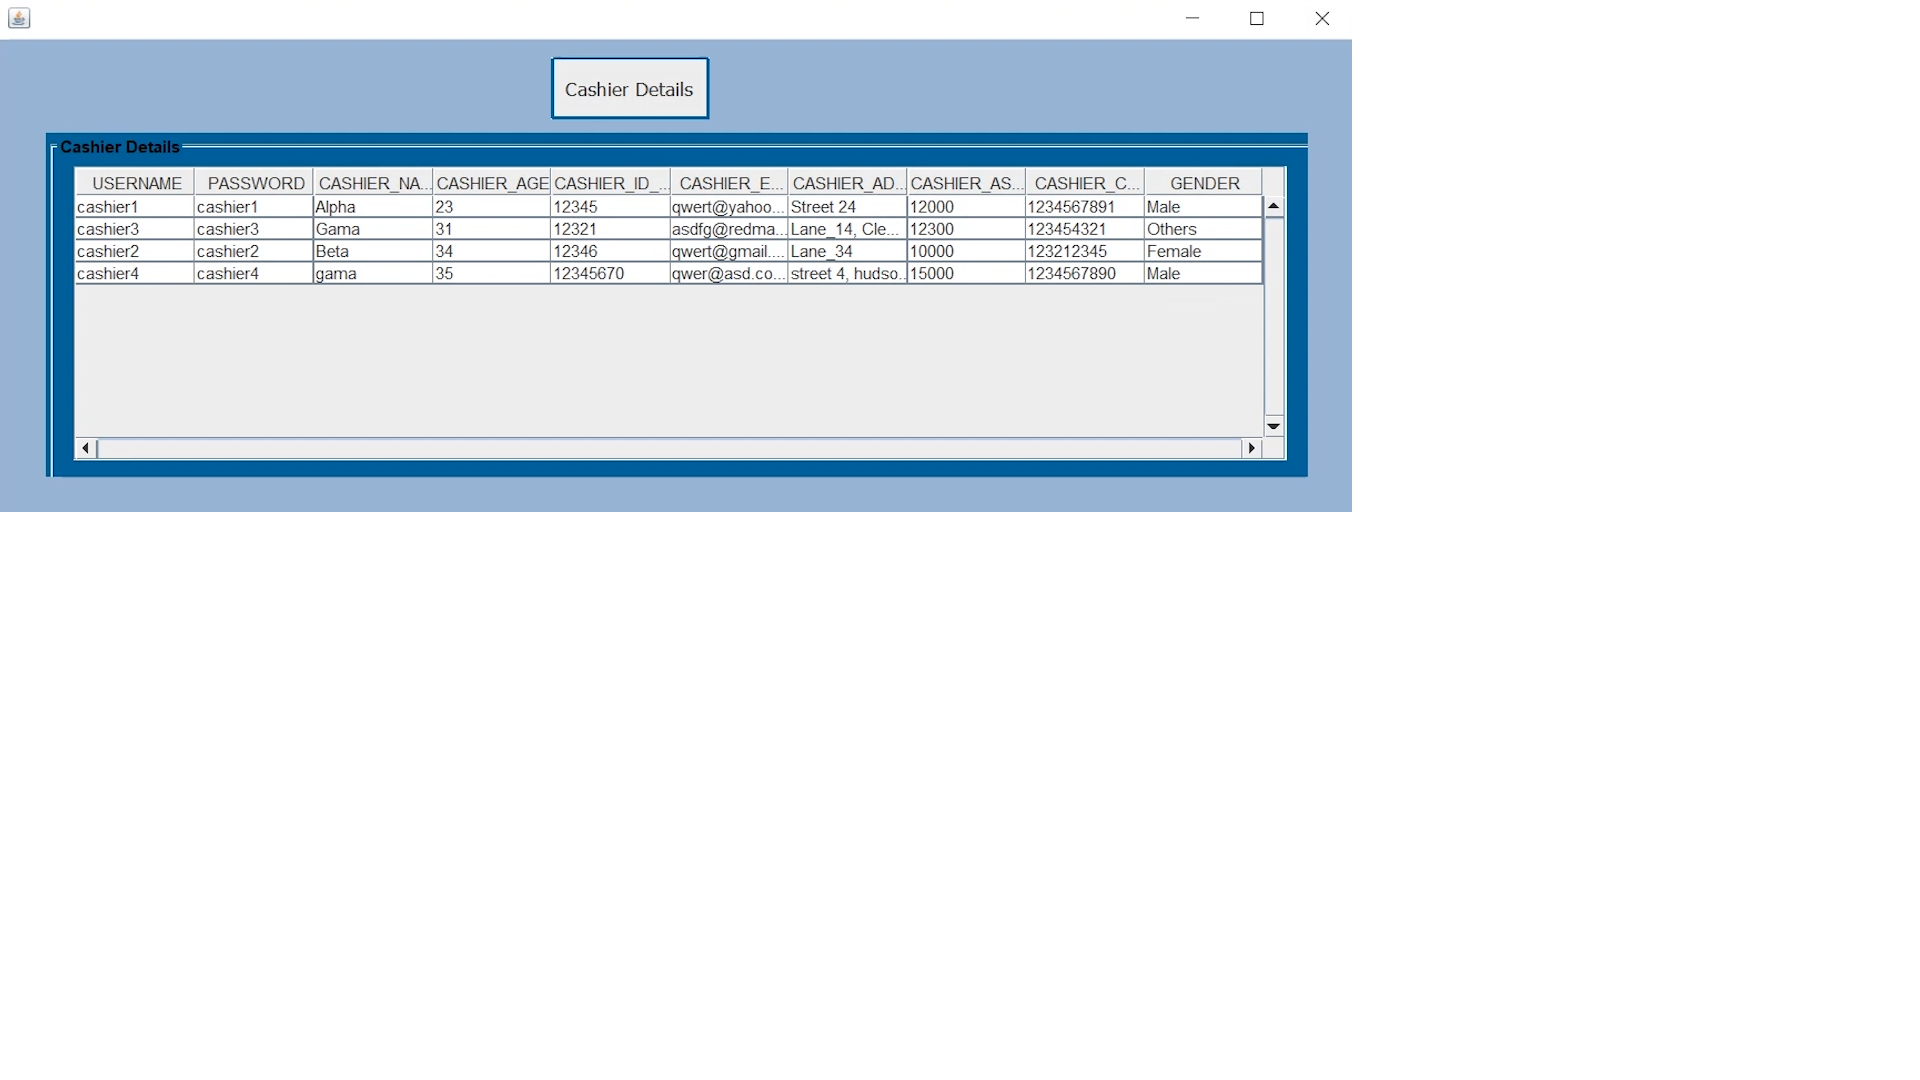 Cashier Details
Cashier Details
USERNAME PASSWORD CASHIER_NA... CASHIER_AGE CASHIER_ID_... CASHIER_E... CASHIER_AD... CASHIER_AS... CASHIER_C... GENDER
cashier1 cashier1 Alpha 23 12345 qwert@yahoo... Street 24 12000 1234567891 Male
cashier3 cashier3 Gama 31 12321 asdfg@redma... Lane_14, Cle... 12300 123454321 Others
cashier2 cashier2 Beta 34 12346 qwert@gmail.... Lane_34 10000 123212345 Female
cashier4 cashier4 gama 35 12345670 qwer@asd.co... street 4, hudso... 15000 1234567890 Male